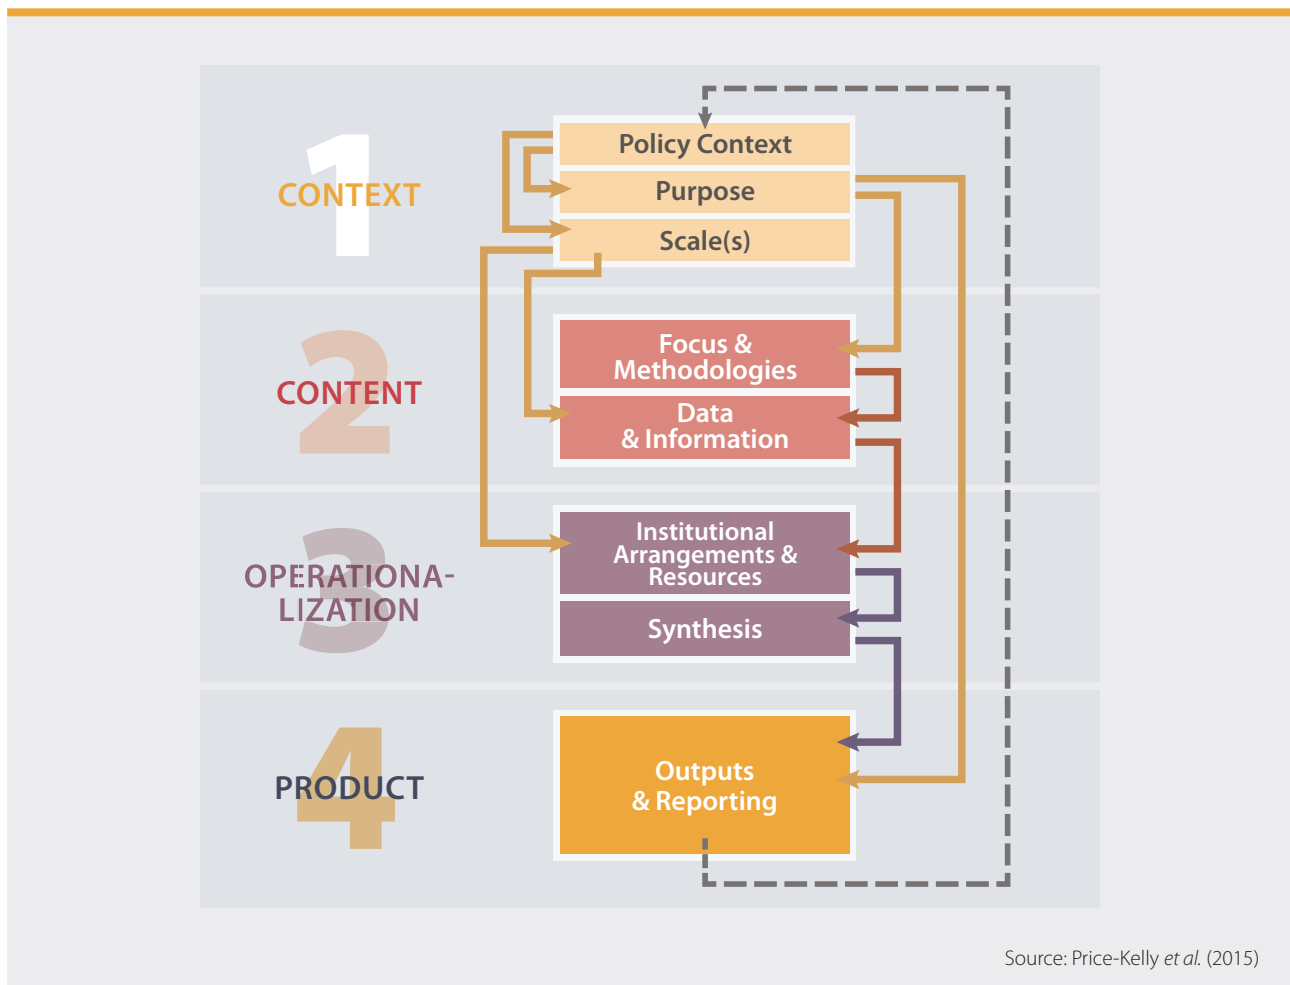 1
CONTEXT
Policy Context
Purpose
Scale(s)
2
CONTENT
Focus &
Methodologies
Data
& Information
3
OPERATIONA-
LIZATION
Institutional
Arrangements &
Resources
Synthesis
4
PRODUCT
Outputs
& Reporting
Source: Price-Kelly et al. (2015)